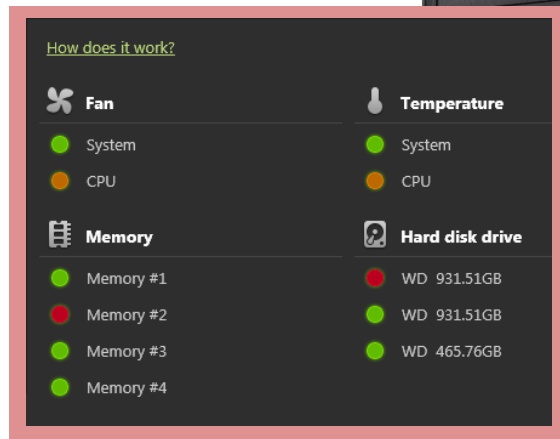 How does it work?
Fan
System
CPU
Temperature
System
CPU
Memory
Memory #1
Memory #2
Memory #3
Memory #4
Hard disk drive
WD 931.51GB
WD 931.51GB
WD 465.76GB